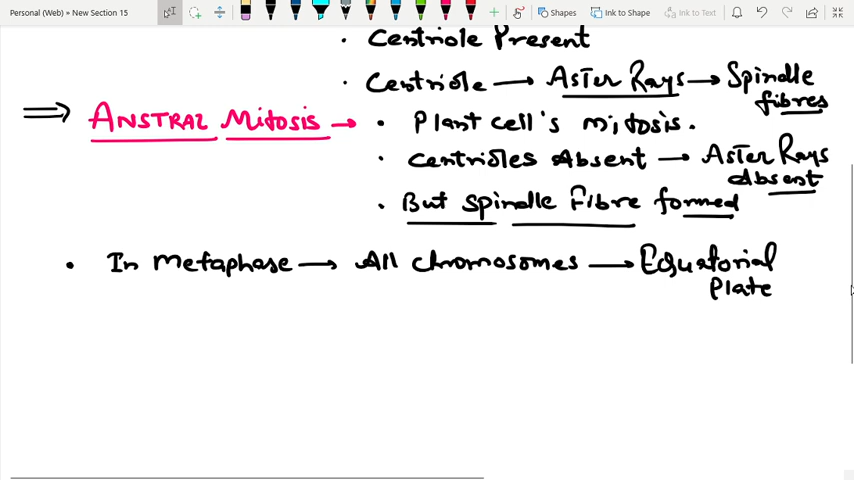 Personal (Web) » New Section 15
Shapes
Ink to Shape
Ink to Text
· Centriole Present
· Centriole → Aster Rays → Spindle
fibres
⇒ ANSTRAL Mitosis → · Plant cell's mitosis.
· Centrioles Absent → Aster Rays
absent
· But Spindle Fibre formed
· In Metaphase → All chromosomes → Equatorial
Plate